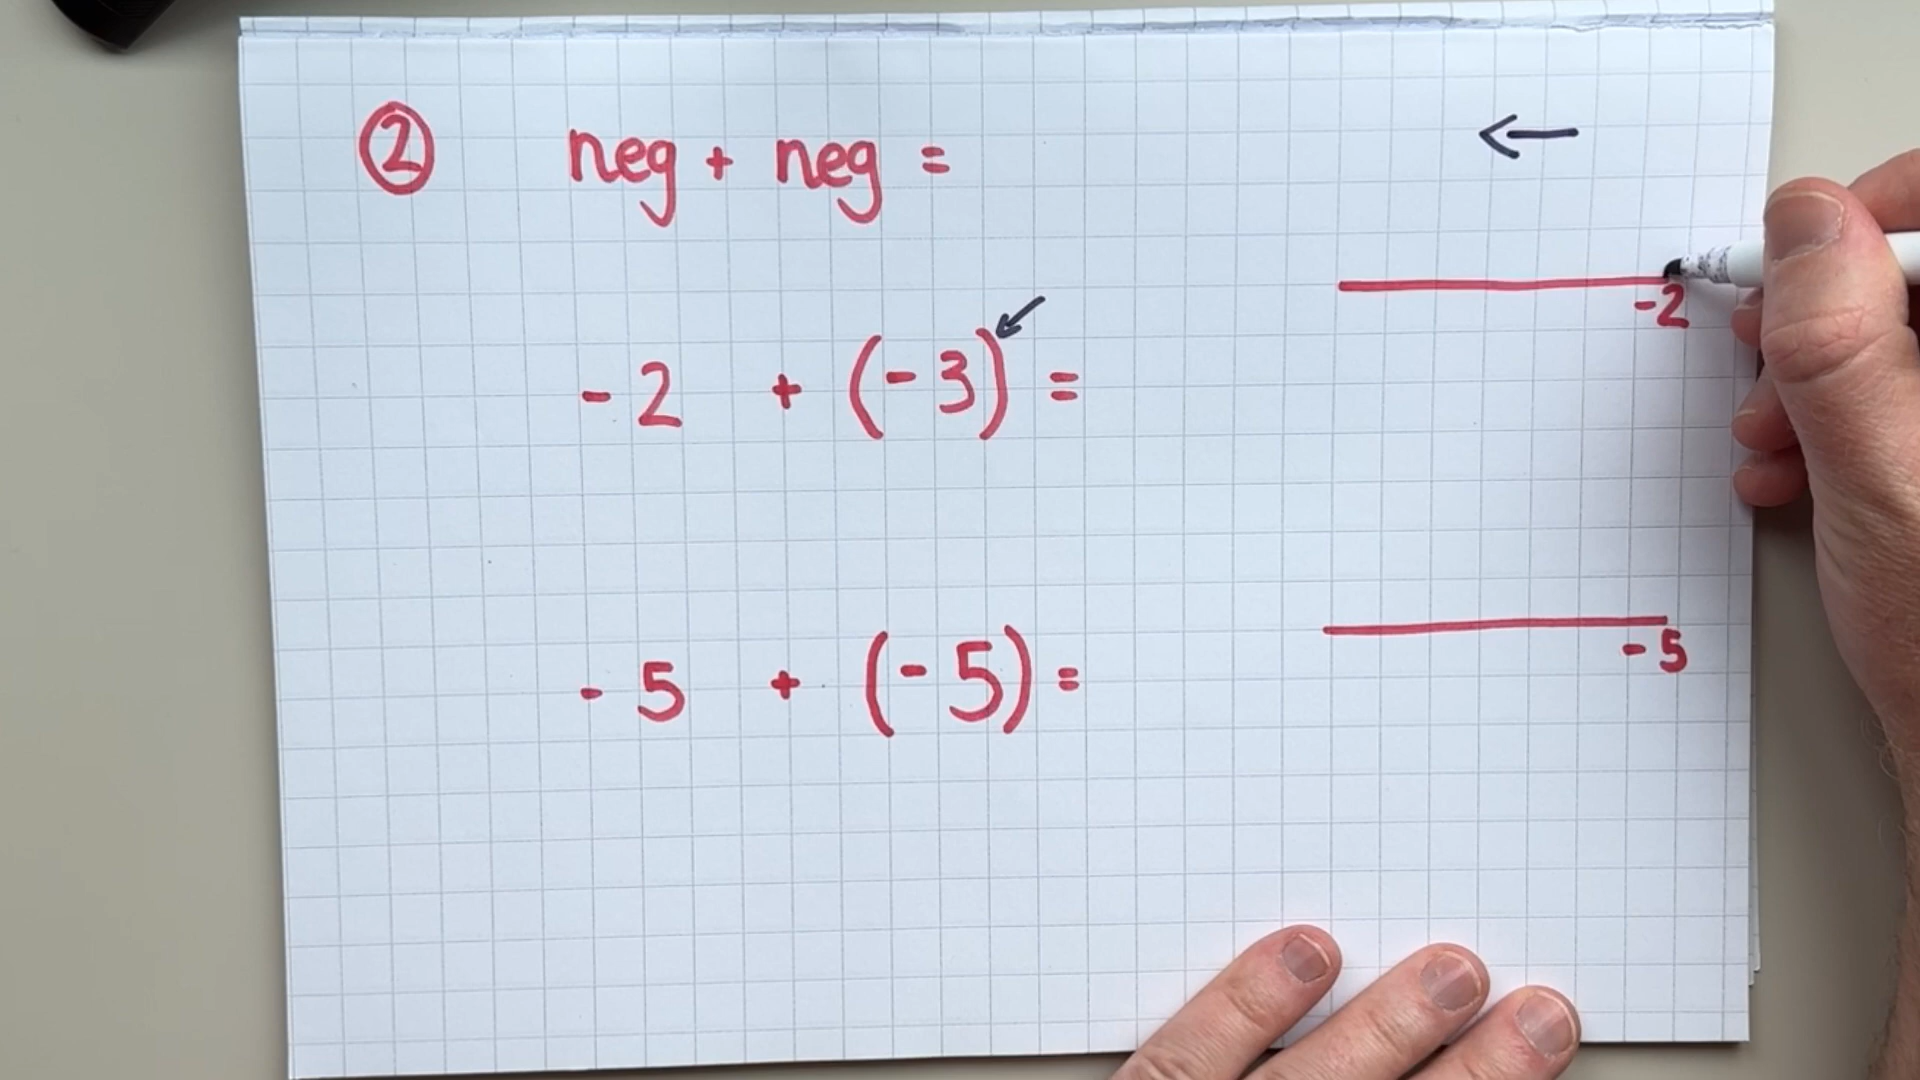 ② neg + neg =
-2
-2 + (-3) =
-5
-5 + (-5) =